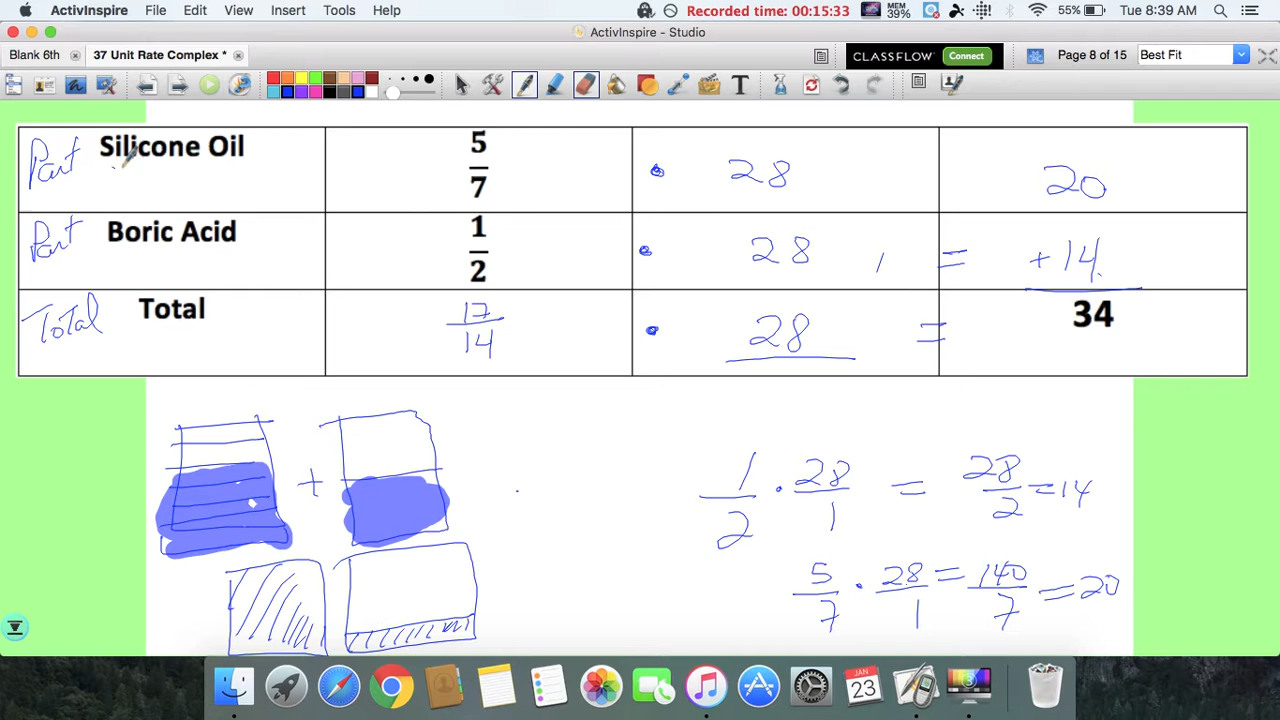 ActivInspire File Edit View Insert Tools Help Recorded time: 00:15:33 MEM 39% 55% Tue 8:39 AM
ActivInspire - Studio
Blank 6th 37 Unit Rate Complex * CLASSFLOW Connect Page 8 of 15 Best Fit
T
Part Silicone Oil 5/7 • 28 20
Part Boric Acid 1/2 • 28 , = +14
Total Total 17/14 • 28 = 34
+
1/2 · 28/1 = 28/2 = 14
5/7 · 28/1 = 140/7 = 20
JAN
23